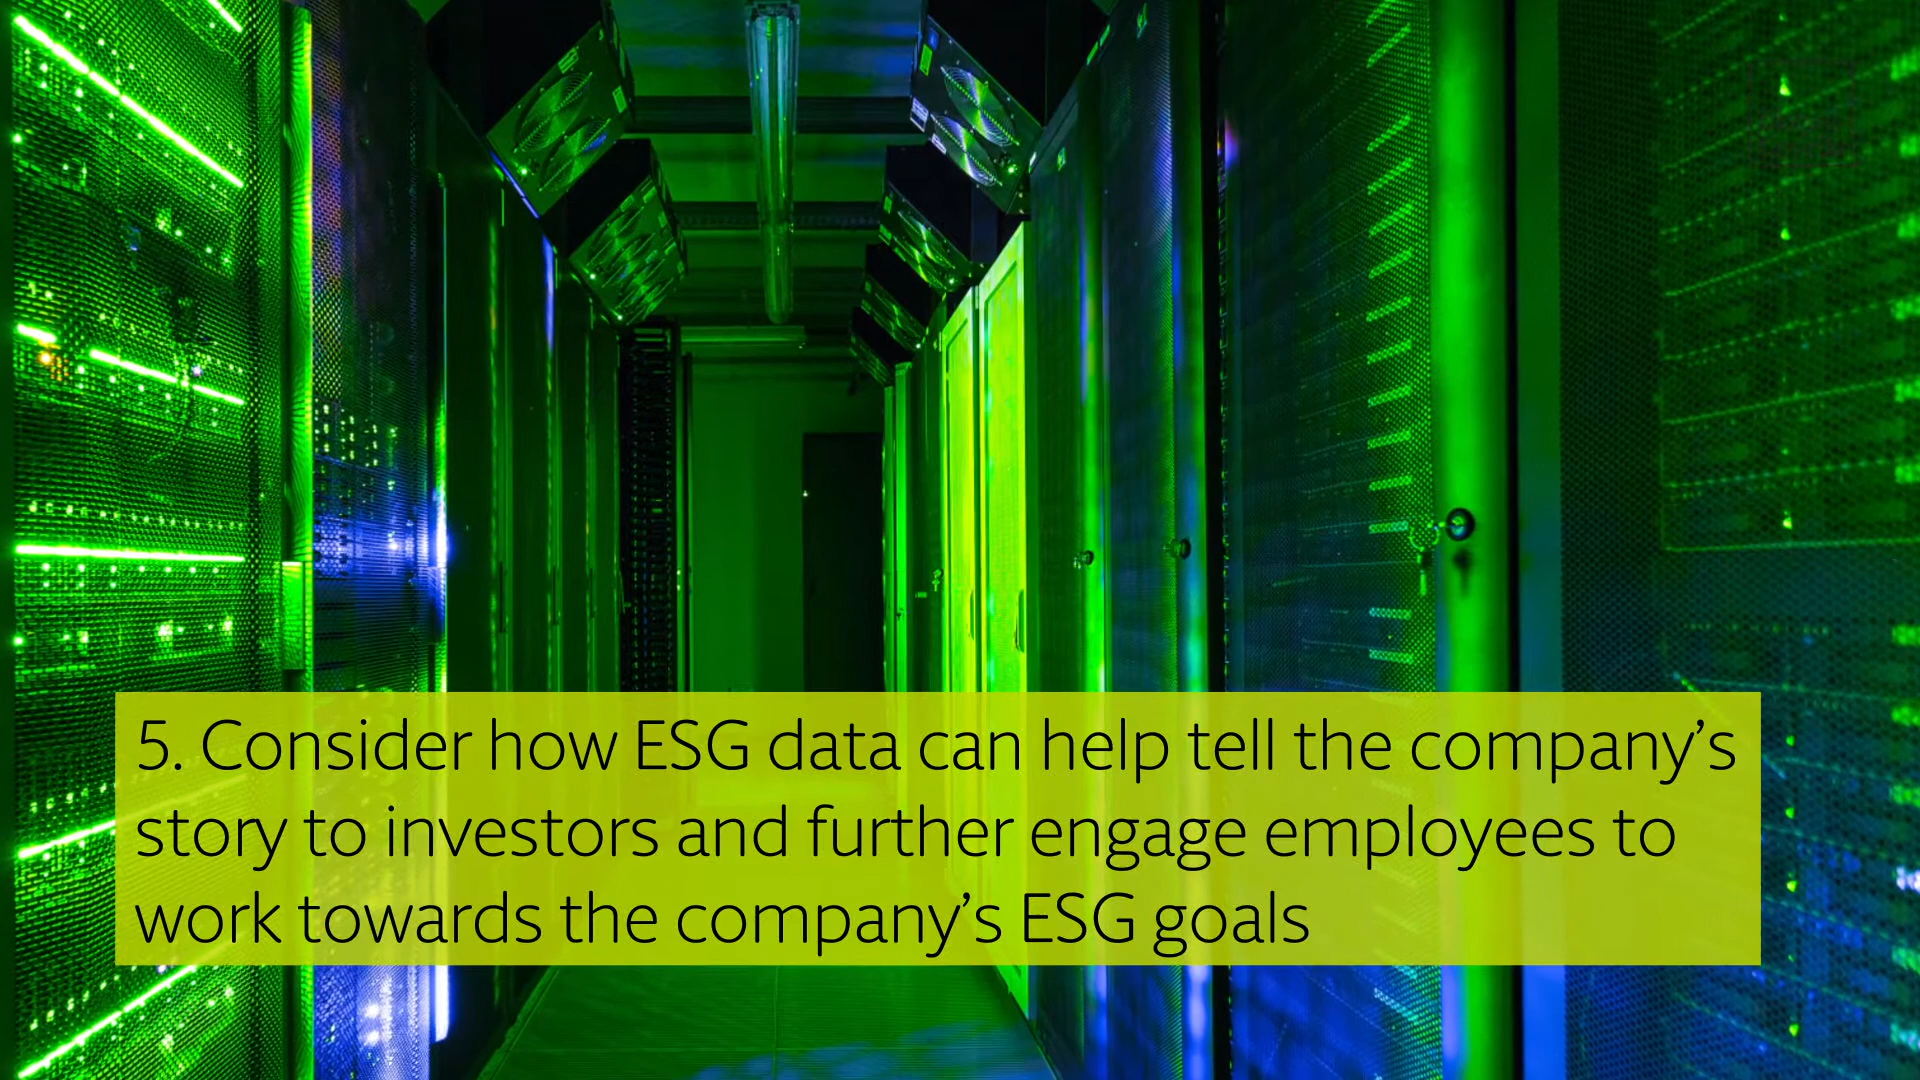 5. Consider how ESG data can help tell the company’s
story to investors and further engage employees to
work towards the company’s ESG goals